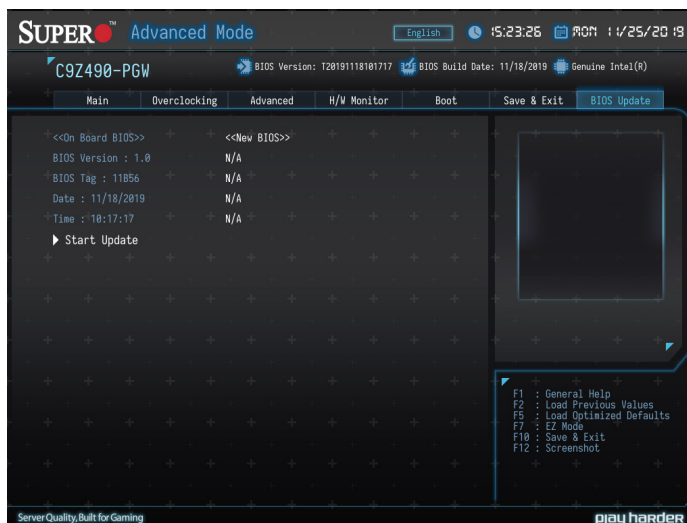 SUPER™ Advanced Mode English 15:23:26 MON 11/25/2019
C9Z490-PGW BIOS Version: T20191118101717 BIOS Build Date: 11/18/2019 Genuine Intel(R)
Main Overclocking Advanced H/W Monitor Boot Save & Exit BIOS Update
<<On Board BIOS>> <<New BIOS>>
BIOS Version : 1.0 N/A
BIOS Tag : 11B56 N/A
Date : 11/18/2019 N/A
Time : 10:17:17 N/A
Start Update
F1 : General Help
F2 : Load Previous Values
F5 : Load Optimized Defaults
F7 : EZ Mode
F10 : Save & Exit
F12 : Screenshot
Server Quality, Built for Gaming play harder